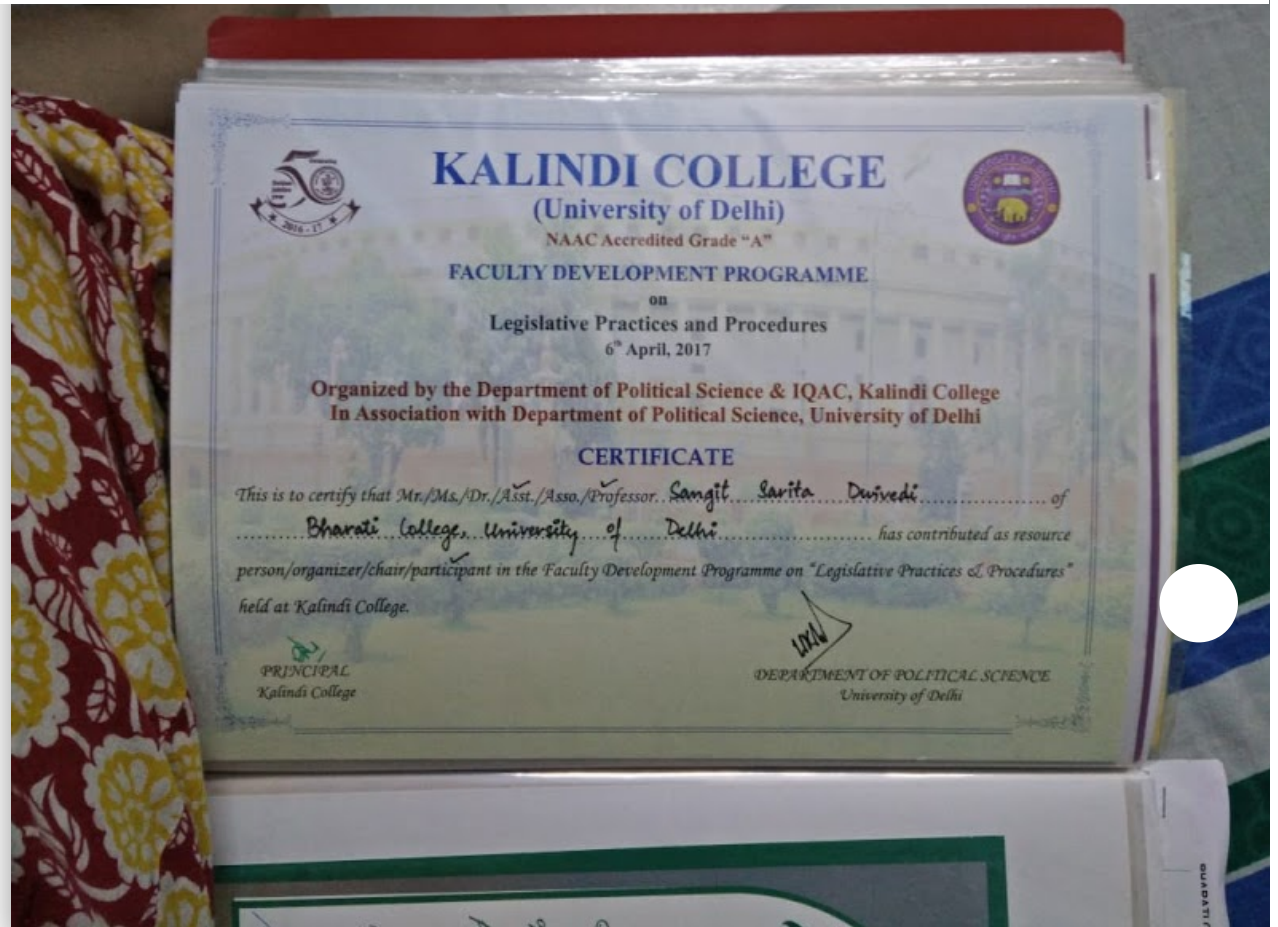 KALINDI COLLEGE
(University of Delhi)
NAAC Accredited Grade “A”
2016 - 17
FACULTY DEVELOPMENT PROGRAMME
on
Legislative Practices and Procedures
6th April, 2017
Organized by the Department of Political Science & IQAC, Kalindi College
In Association with Department of Political Science, University of Delhi
CERTIFICATE
This is to certify that Mr./Ms./Dr./Asst./Asso./Professor Sangit Sarita Dwivedi of
Bharati College, University of Delhi has contributed as resource
person/organizer/chair/participant in the Faculty Development Programme on “Legislative Practices & Procedures”
held at Kalindi College.
PRINCIPAL
Kalindi College
DEPARTMENT OF POLITICAL SCIENCE
University of Delhi